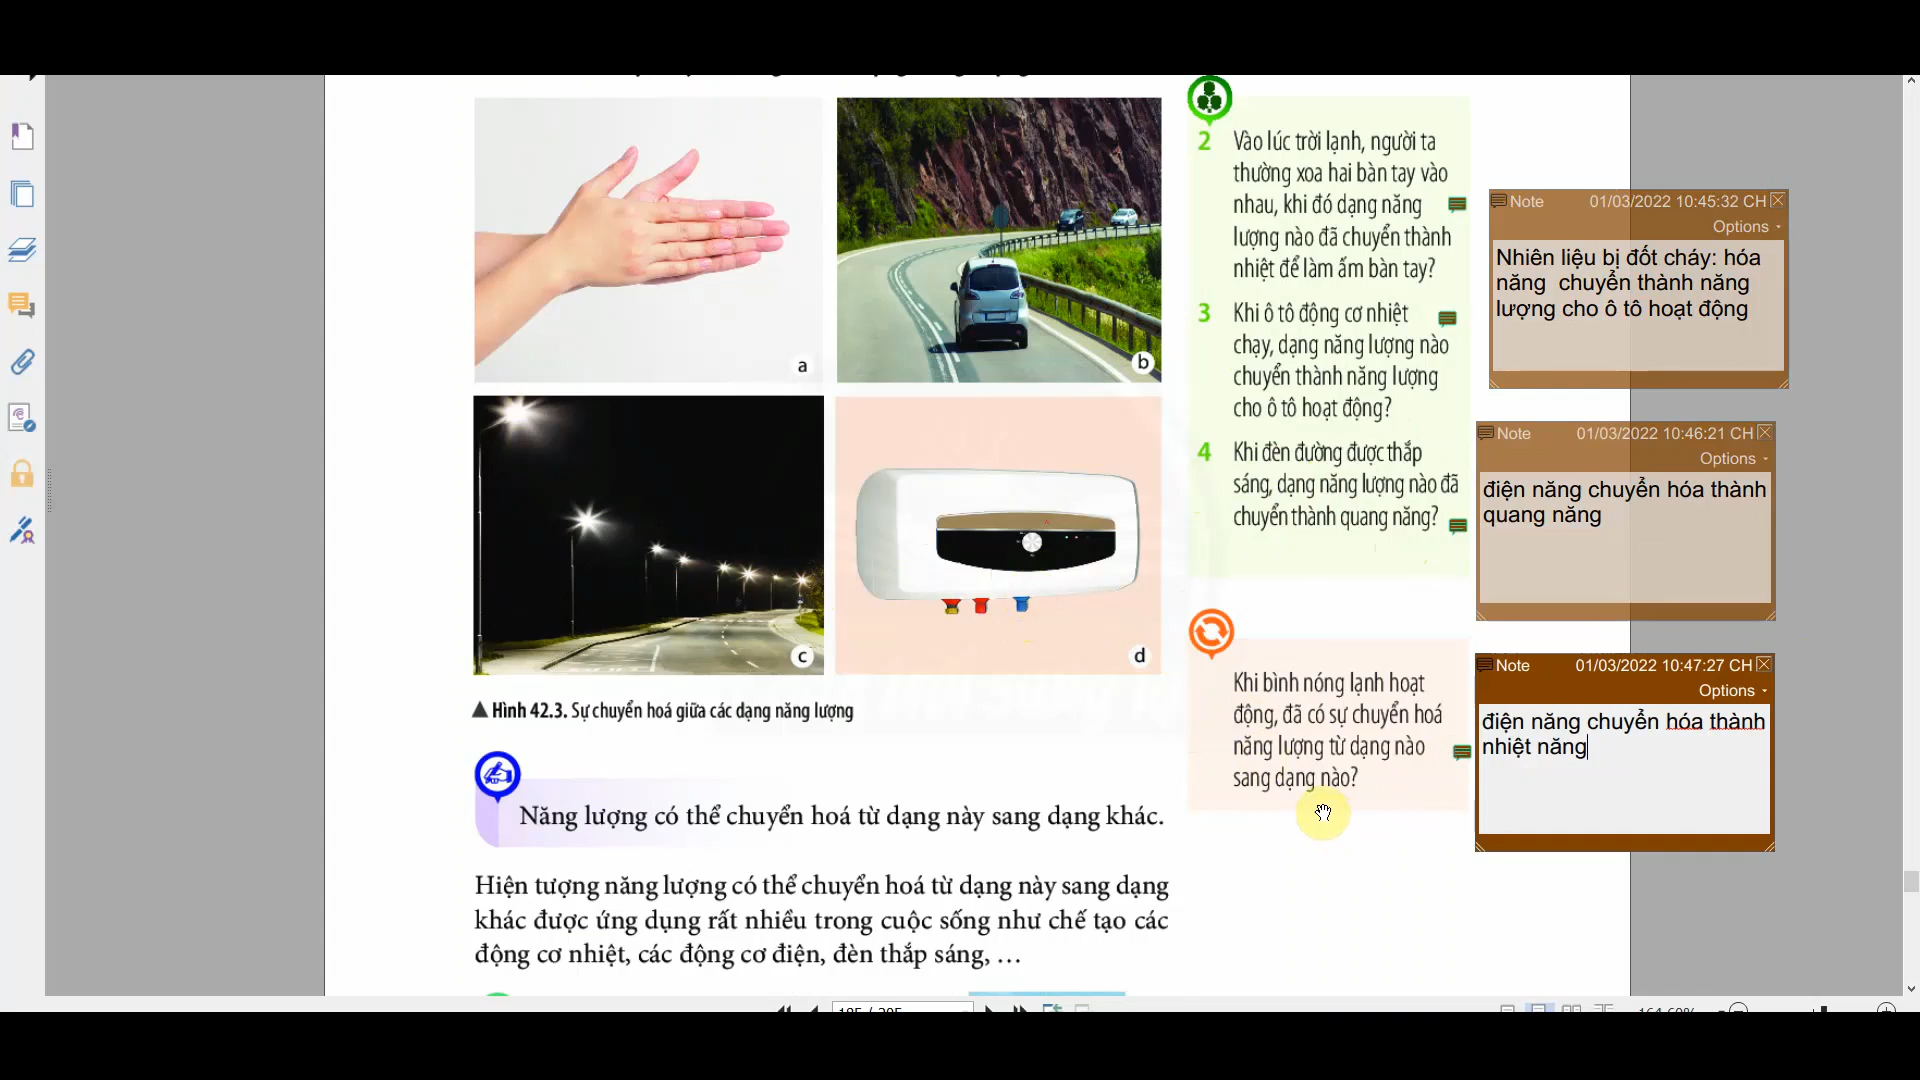 a
b
c
d
▲ Hình 42.3. Sự chuyển hoá giữa các dạng năng lượng
Năng lượng có thể chuyển hoá từ dạng này sang dạng khác.
Hiện tượng năng lượng có thể chuyển hoá từ dạng này sang dạng
khác được ứng dụng rất nhiều trong cuộc sống như chế tạo các
động cơ nhiệt, các động cơ điện, đèn thắp sáng, …
2 Vào lúc trời lạnh, người ta
thường xoa hai bàn tay vào
nhau, khi đó dạng năng
lượng nào đã chuyển thành
nhiệt để làm ấm bàn tay?
3 Khi ô tô động cơ nhiệt
chạy, dạng năng lượng nào
chuyển thành năng lượng
cho ô tô hoạt động?
4 Khi đèn đường được thắp
sáng, dạng năng lượng nào đã
chuyển thành quang năng?
Khi bình nóng lạnh hoạt
động, đã có sự chuyển hoá
năng lượng từ dạng nào
sang dạng nào?
Note 01/03/2022 10:45:32 CH
Options
Nhiên liệu bị đốt cháy: hóa
năng chuyển thành năng
lượng cho ô tô hoạt động
Note 01/03/2022 10:46:21 CH
Options
điện năng chuyển hóa thành
quang năng
Note 01/03/2022 10:47:27 CH
Options
điện năng chuyển hóa thành
nhiệt năng